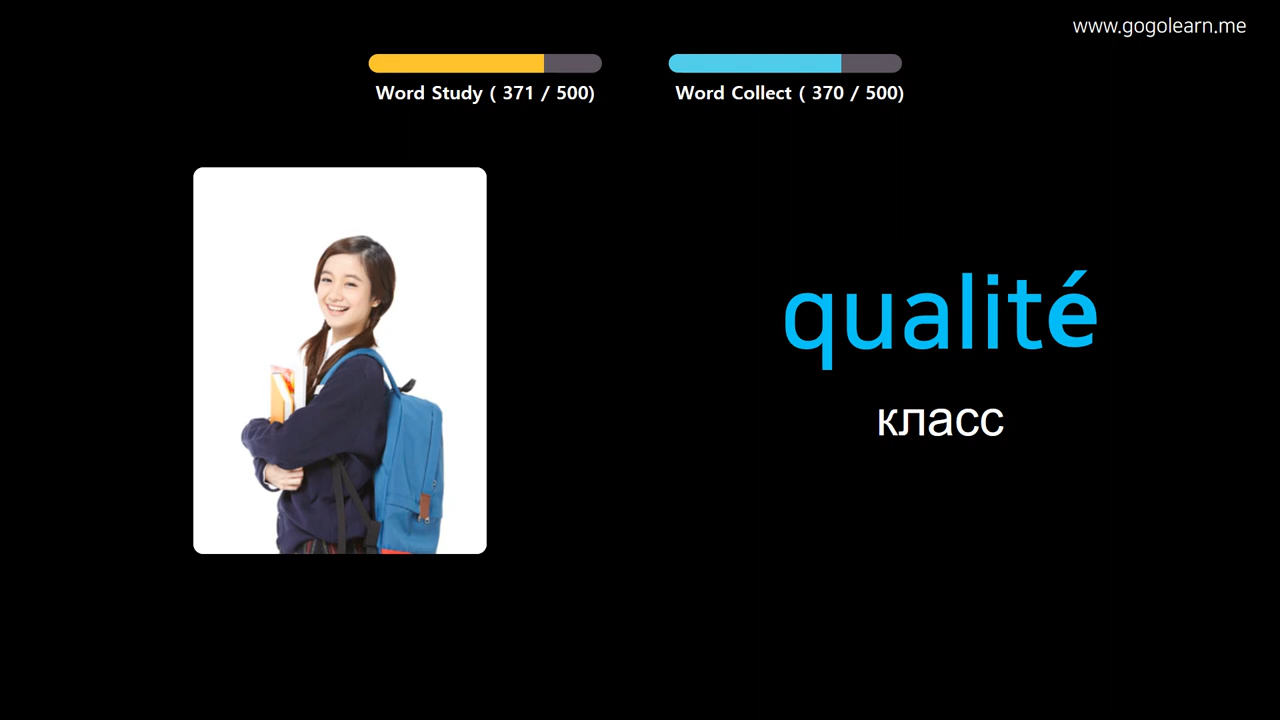 www.gogolearn.me
Word Study ( 371 / 500)
Word Collect ( 370 / 500)
qualité
класс